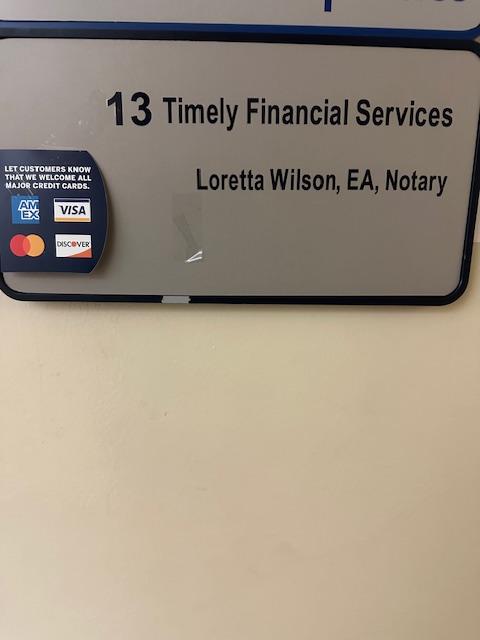 13 Timely Financial Services
Loretta Wilson, EA, Notary
LET CUSTOMERS KNOW
THAT WE WELCOME ALL
MAJOR CREDIT CARDS.
AM
EX
VISA
DISCOVER